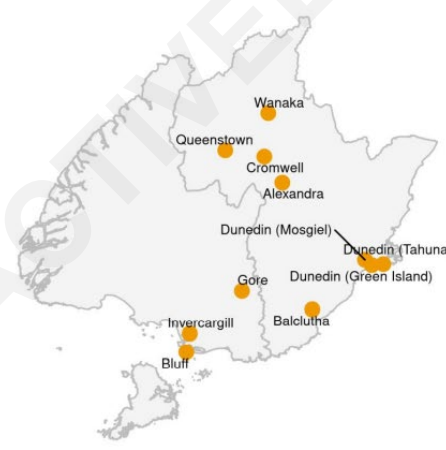 Wanaka
Queenstown
Cromwell
Alexandra
Dunedin (Mosgiel)
Dunedin (Tahuna
Dunedin (Green Island)
Gore
Balclutha
Invercargill
Bluff